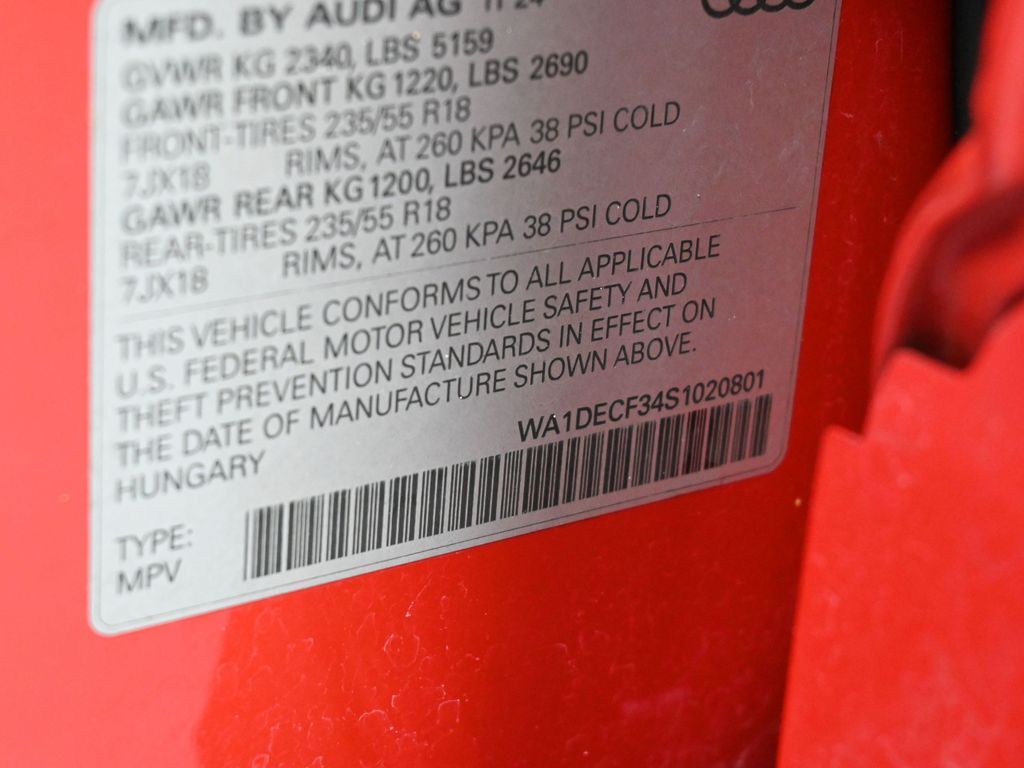 MFD. BY AUDI AG 11 24
GVWR KG 2340, LBS 5159
GAWR FRONT KG 1220, LBS 2690
FRONT-TIRES 235/55 R18
7JX18 RIMS, AT 260 KPA 38 PSI COLD
GAWR REAR KG 1200, LBS 2646
REAR-TIRES 235/55 R18
7JX18 RIMS, AT 260 KPA 38 PSI COLD
THIS VEHICLE CONFORMS TO ALL APPLICABLE
U.S. FEDERAL MOTOR VEHICLE SAFETY AND
THEFT PREVENTION STANDARDS IN EFFECT ON
THE DATE OF MANUFACTURE SHOWN ABOVE.
HUNGARY WA1DECF34S1020801
TYPE:
MPV